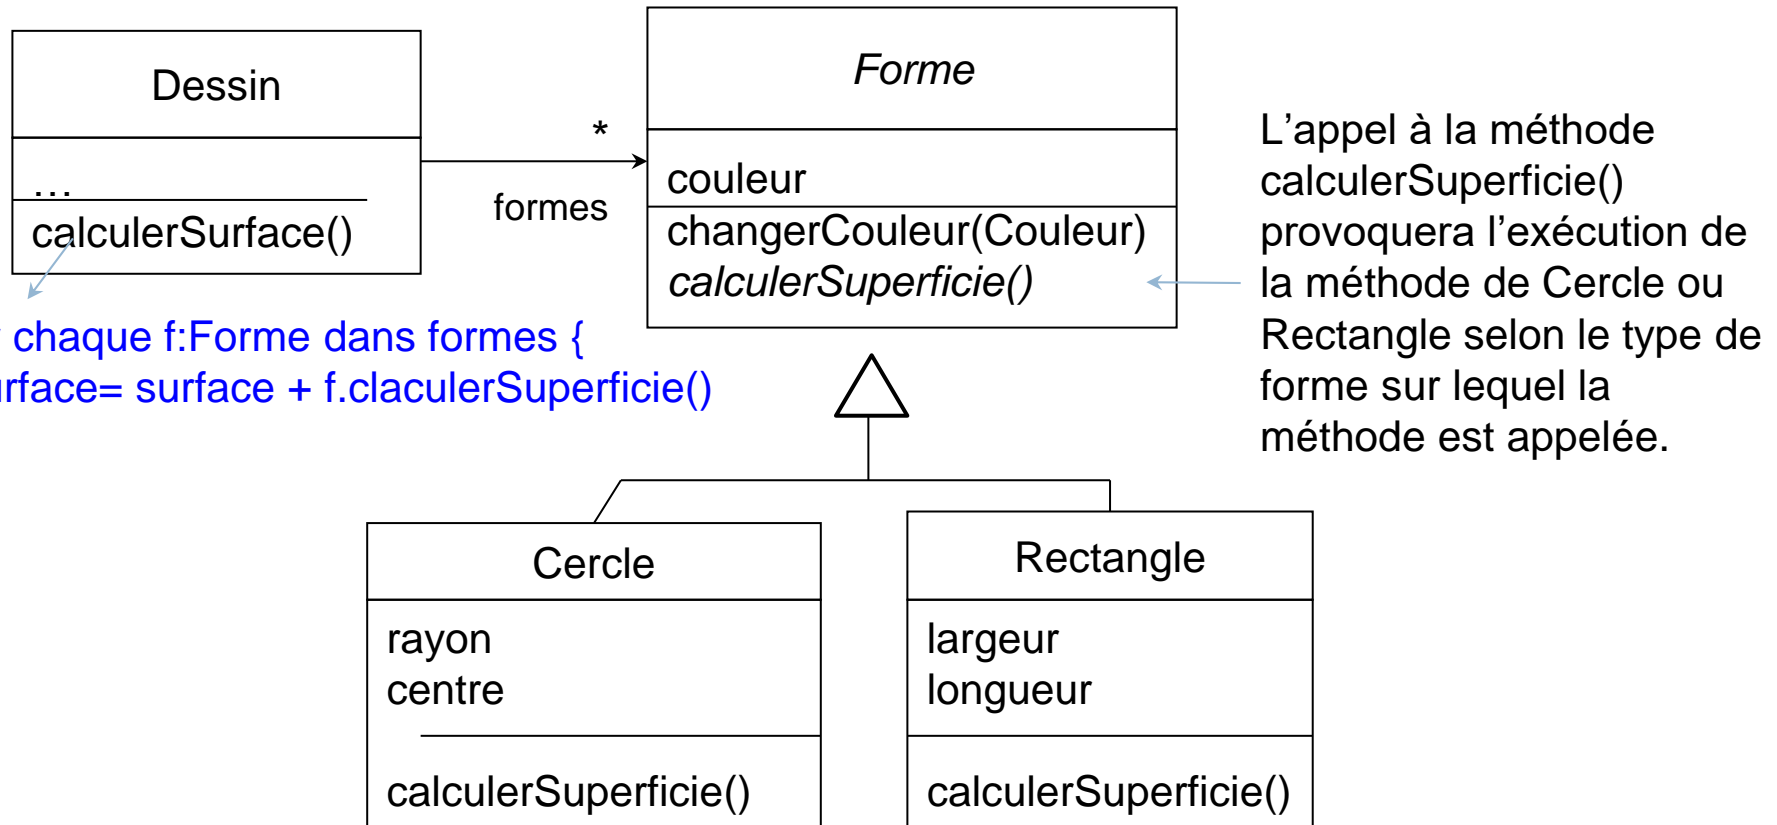 Dessin
…
calculerSurface()
*
formes
Forme
couleur
changerCouleur(Couleur)
calculerSuperficie()
L’appel à la méthode
calculerSuperficie()
provoquera l’exécution de
la méthode de Cercle ou
Rectangle selon le type de
forme sur lequel la
méthode est appelée.
chaque f:Forme dans formes {
urface= surface + f.claculerSuperficie()
Cercle
rayon
centre
calculerSuperficie()
Rectangle
largeur
longueur
calculerSuperficie()